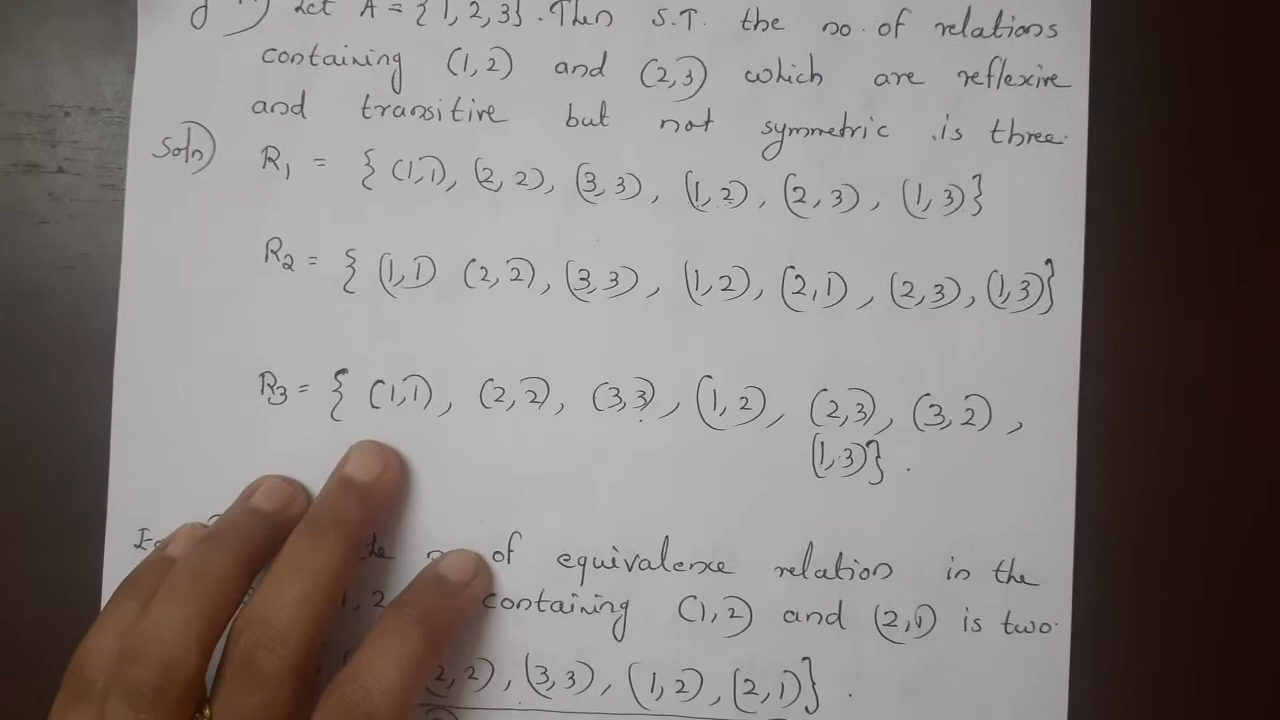 Let A = {1, 2, 3}. Then S.T. the no. of relations
containing (1, 2) and (2, 3) which are reflexive
and transitive but not symmetric is three.
Soln) R₁ = { (1, 1), (2, 2), (3, 3), (1, 2), (2, 3), (1, 3)}
R₂ = { (1, 1) (2, 2), (3, 3), (1, 2), (2, 1), (2, 3), (1, 3)}
R₃ = { (1, 1), (2, 2), (3, 3), (1, 2), (2, 3), (3, 2),
(1, 3)}.
the of equivalence relation in the
1, 2 containing (1, 2) and (2, 1) is two.
2, 2), (3, 3), (1, 2), (2, 1)}.